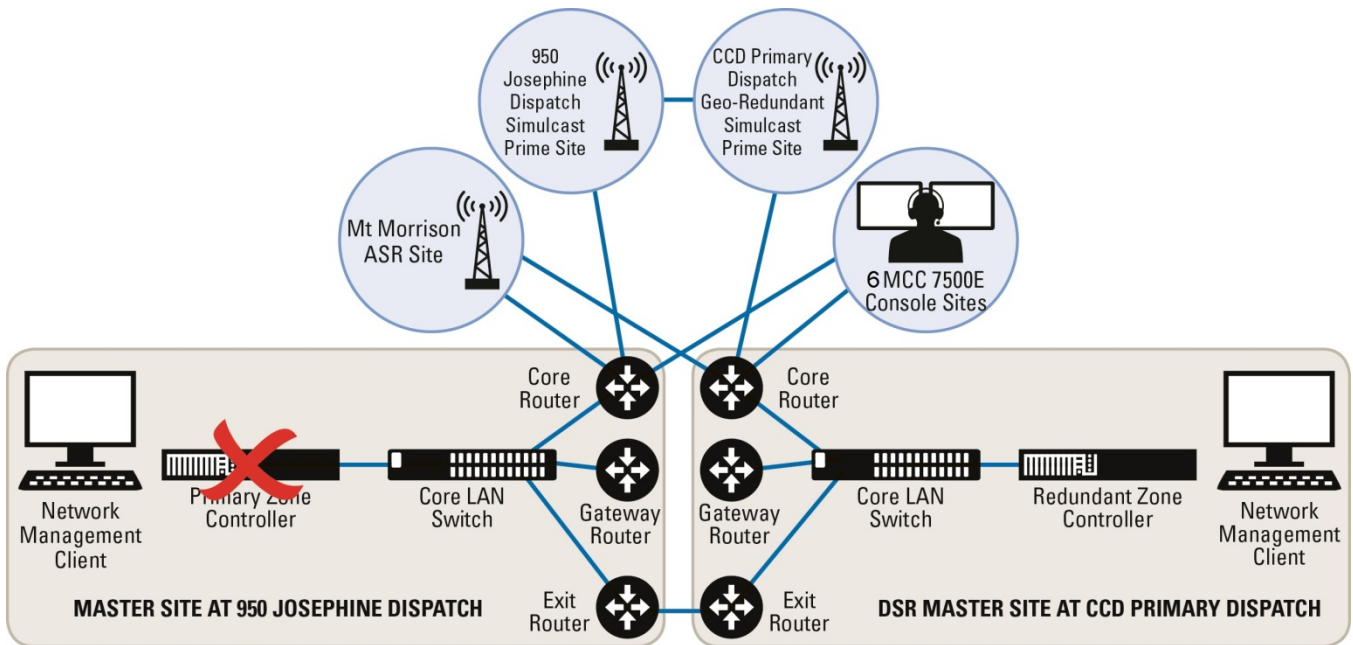 950
Josephine
Dispatch
Simulcast
Prime Site
CCD Primary
Dispatch
Geo-Redundant
Simulcast
Prime Site
Mt Morrison
ASR Site
6 MCC 7500E
Console Sites
Core
Router
Core
Router
Network
Management
Client
Primary Zone
Controller
Core LAN
Switch
Gateway
Router
Gateway
Router
Core LAN
Switch
Redundant Zone
Controller
Network
Management
Client
Exit
Router
Exit
Router
MASTER SITE AT 950 JOSEPHINE DISPATCH
DSR MASTER SITE AT CCD PRIMARY DISPATCH